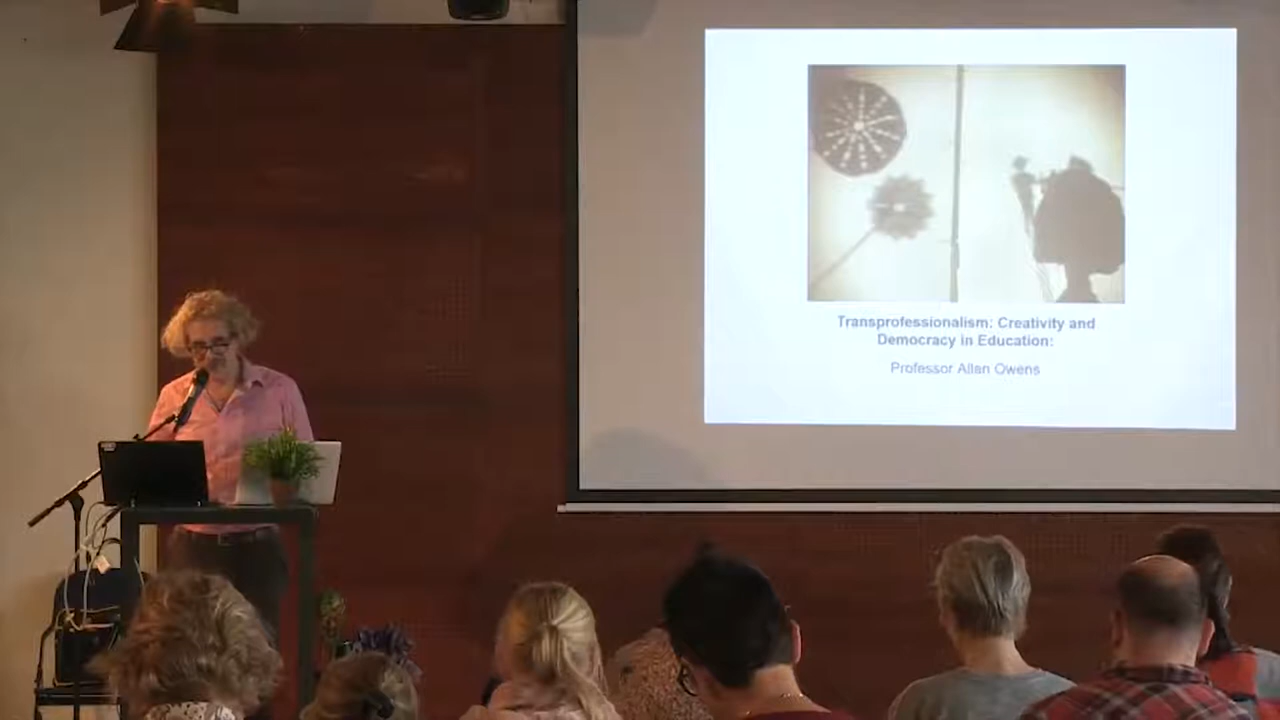 Transprofessionalism: Creativity and
Democracy in Education:
Professor Allan Owens